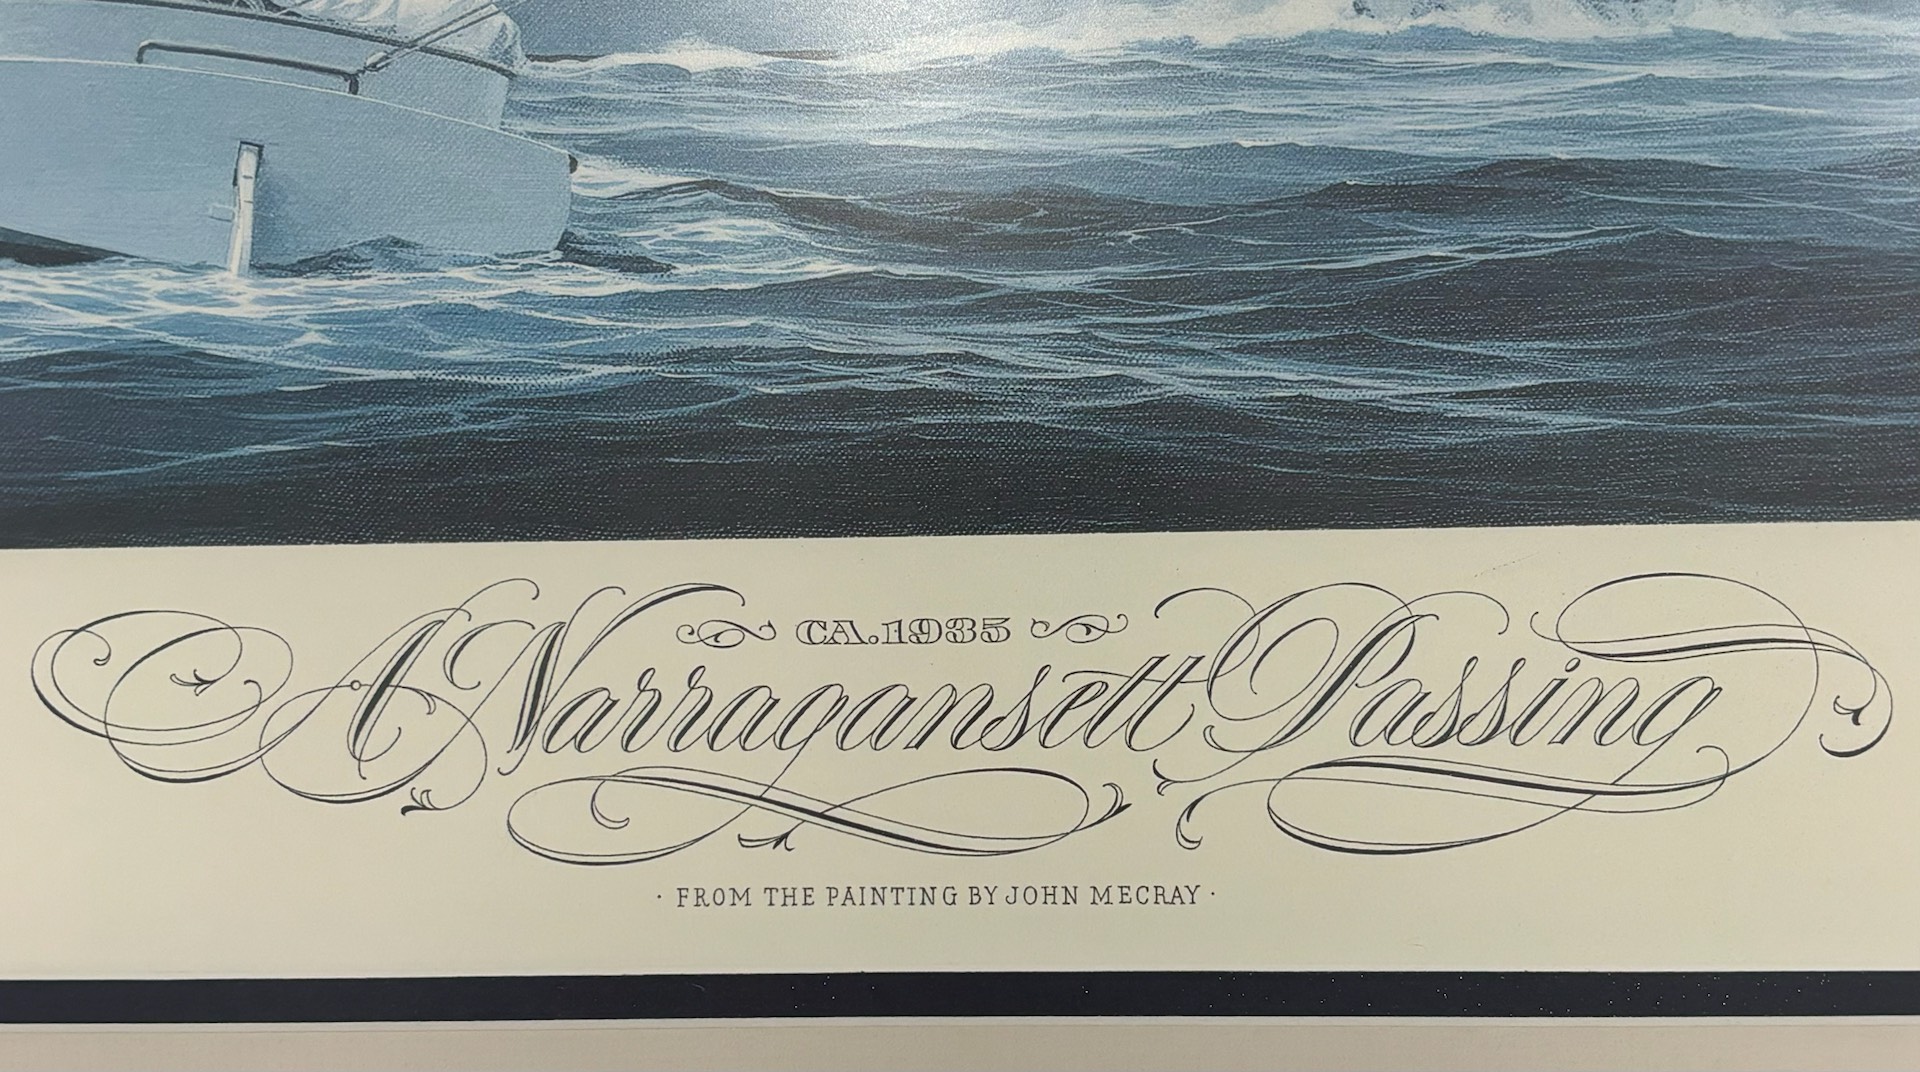 CA. 1935
A Narragansett Passing
· FROM THE PAINTING BY JOHN MECRAY ·